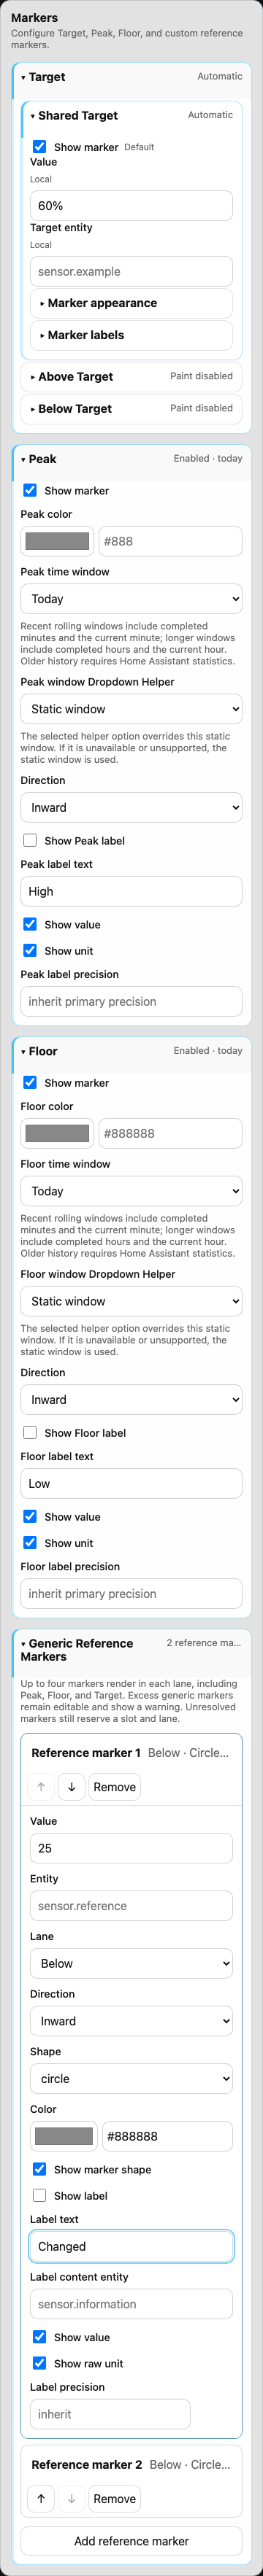 Markers
Configure Target, Peak, Floor, and custom reference
markers.
▾ Target Automatic
▾ Shared Target Automatic
Show marker Default
Value
Local
60%
Target entity
Local
sensor.example
▸ Marker appearance
▸ Marker labels
▸ Above Target Paint disabled
▸ Below Target Paint disabled
▾ Peak Enabled · today
Show marker
Peak color
#888
Peak time window
Today
Recent rolling windows include completed
minutes and the current minute; longer windows
include completed hours and the current hour.
Older history requires Home Assistant statistics.
Peak window Dropdown Helper
Static window
The selected helper option overrides this static
window. If it is unavailable or unsupported, the
static window is used.
Direction
Inward
Show Peak label
Peak label text
High
Show value
Show unit
Peak label precision
inherit primary precision
▾ Floor Enabled · today
Show marker
Floor color
#888888
Floor time window
Today
Recent rolling windows include completed
minutes and the current minute; longer windows
include completed hours and the current hour.
Older history requires Home Assistant statistics.
Floor window Dropdown Helper
Static window
The selected helper option overrides this static
window. If it is unavailable or unsupported, the
static window is used.
Direction
Inward
Show Floor label
Floor label text
Low
Show value
Show unit
Floor label precision
inherit primary precision
▾ Generic Reference 2 reference ma...
Markers
Up to four markers render in each lane, including
Peak, Floor, and Target. Excess generic markers
remain editable and show a warning. Unresolved
markers still reserve a slot and lane.
Reference marker 1 Below · Circle...
↑ ↓ Remove
Value
25
Entity
sensor.reference
Lane
Below
Direction
Inward
Shape
circle
Color
#888888
Show marker shape
Show label
Label text
Changed
Label content entity
sensor.information
Show value
Show raw unit
Label precision
inherit
Reference marker 2 Below · Circle...
↑ ↓ Remove
Add reference marker